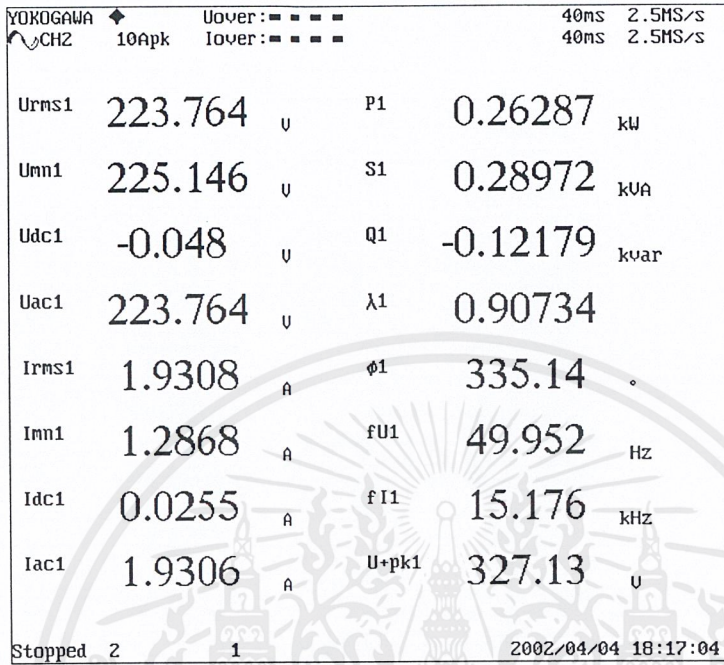 YOKOGAWA ◆ Uover:■ ■ ■ ■ 40ms 2.5MS/s
CH2 10Apk Iover:■ ■ ■ ■ 40ms 2.5MS/s
Urms1 223.764 V P1 0.26287 kW
Umn1 225.146 V S1 0.28972 kVA
Udc1 -0.048 V Q1 -0.12179 kvar
Uac1 223.764 V λ1 0.90734
Irms1 1.9308 A ϕ1 335.14 °
Imn1 1.2868 A fU1 49.952 Hz
Idc1 0.0255 A fI1 15.176 kHz
Iac1 1.9306 A U+pk1 327.13 V
Stopped 2 1 2002/04/04 18:17:04